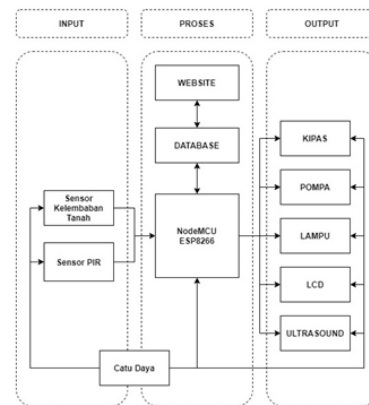 INPUT
PROSES
OUTPUT
WEBSITE
DATABASE
Sensor
Kelembaban
Tanah
Sensor PIR
NodeMCU
ESP8266
KIPAS
POMPA
LAMPU
LCD
ULTRASOUND
Catu Daya